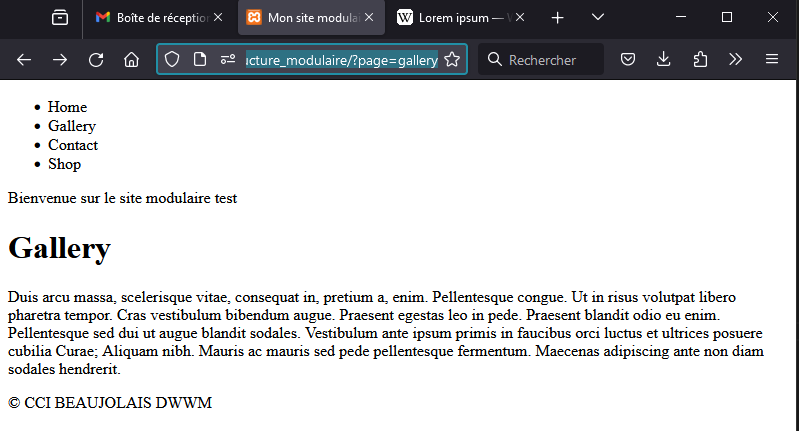 Boîte de réception
Mon site modulai
Lorem ipsum — W
ucture_modulaire/?page=gallery
Rechercher
Home
Gallery
Contact
Shop
Bienvenue sur le site modulaire test
Gallery
Duis arcu massa, scelerisque vitae, consequat in, pretium a, enim. Pellentesque congue. Ut in risus volutpat libero
pharetra tempor. Cras vestibulum bibendum augue. Praesent egestas leo in pede. Praesent blandit odio eu enim.
Pellentesque sed dui ut augue blandit sodales. Vestibulum ante ipsum primis in faucibus orci luctus et ultrices posuere
cubilia Curae; Aliquam nibh. Mauris ac mauris sed pede pellentesque fermentum. Maecenas adipiscing ante non diam
sodales hendrerit.
© CCI BEAUJOLAIS DWWM